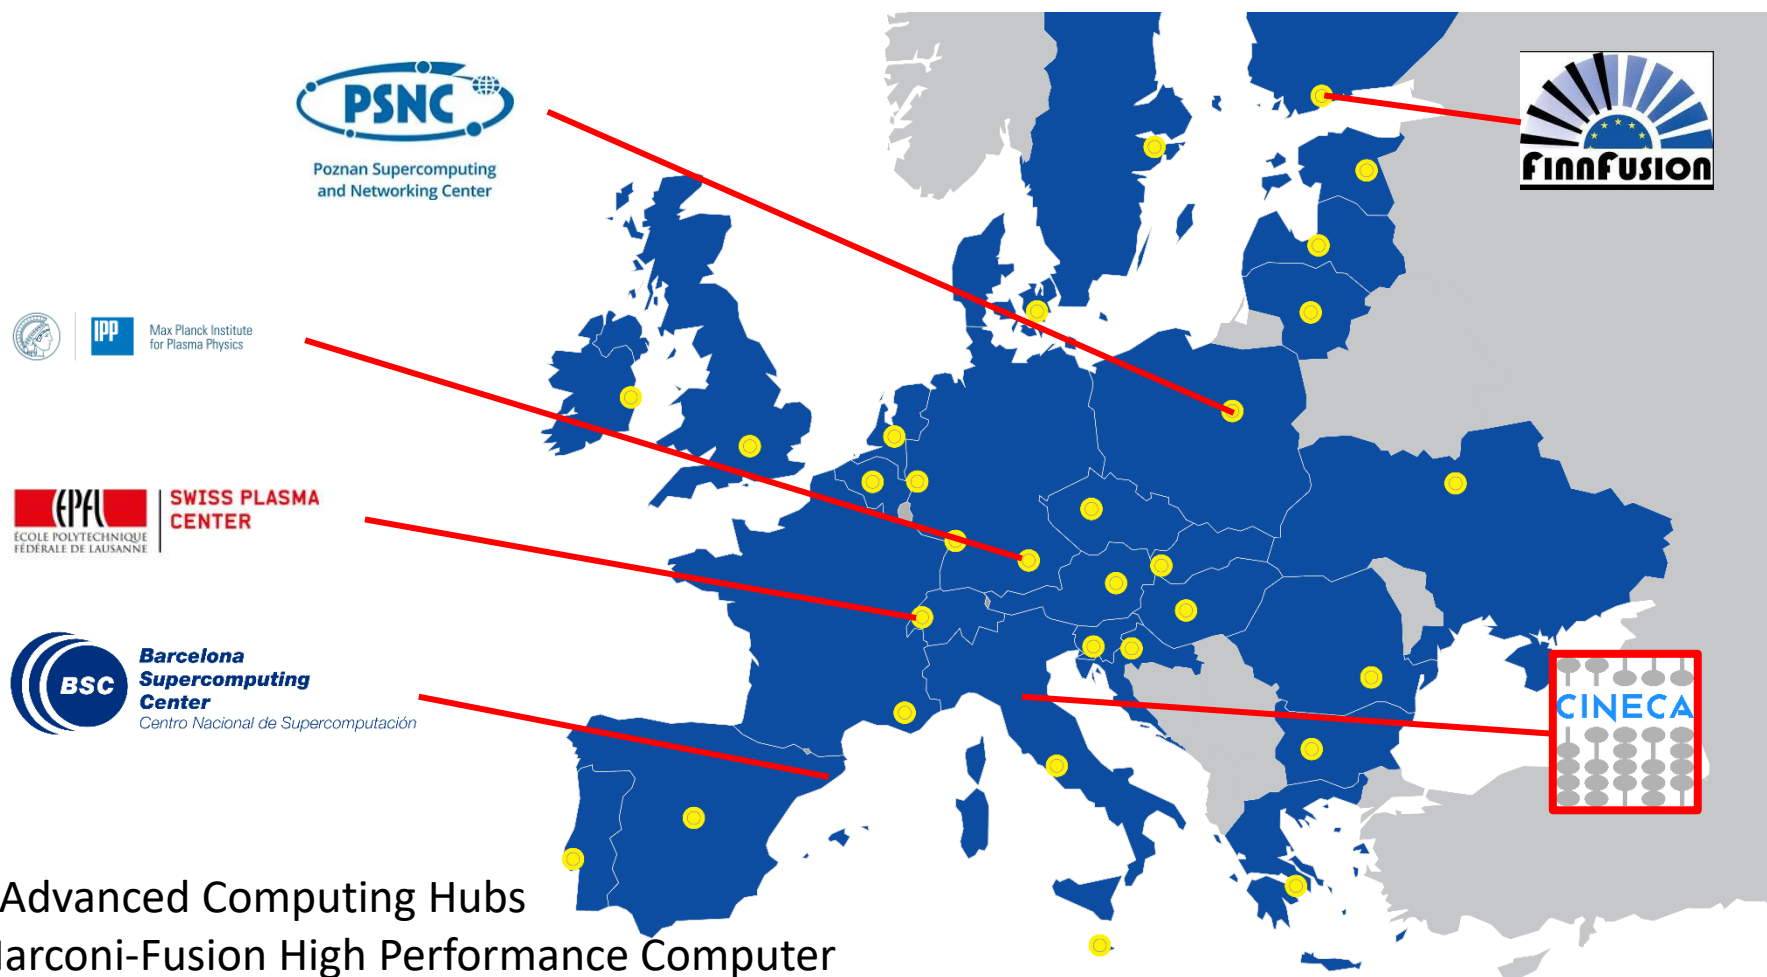 PSNC
Poznan Supercomputing
and Networking Center
FINNFUSION
IPP
Max Planck Institute
for Plasma Physics
EPFL
ÉCOLE POLYTECHNIQUE
FÉDÉRALE DE LAUSANNE
SWISS PLASMA
CENTER
BSC
Barcelona
Supercomputing
Center
Centro Nacional de Supercomputación
CINECA
Advanced Computing Hubs
Marconi-Fusion High Performance Computer